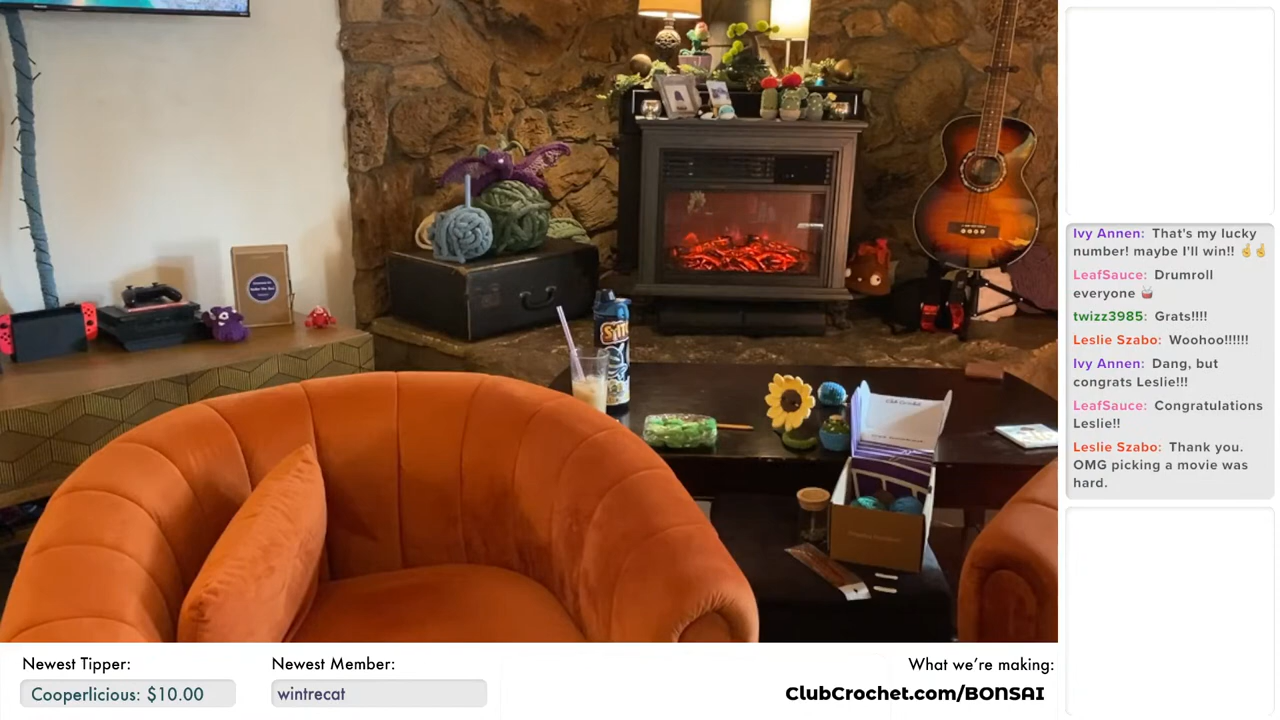 Ivy Annen: That's my lucky
number! maybe I'll win!! 🤞🤞
LeafSauce: Drumroll
everyone 🥁
twizz3985: Grats!!!!
Leslie Szabo: Woohoo!!!!!!
Ivy Annen: Dang, but
congrats Leslie!!!
LeafSauce: Congratulations
Leslie!!
Leslie Szabo: Thank you.
OMG picking a movie was
hard.
Newest Tipper:
Cooperlicious: $10.00
Newest Member:
wintrecat
What we're making:
ClubCrochet.com/BONSAI